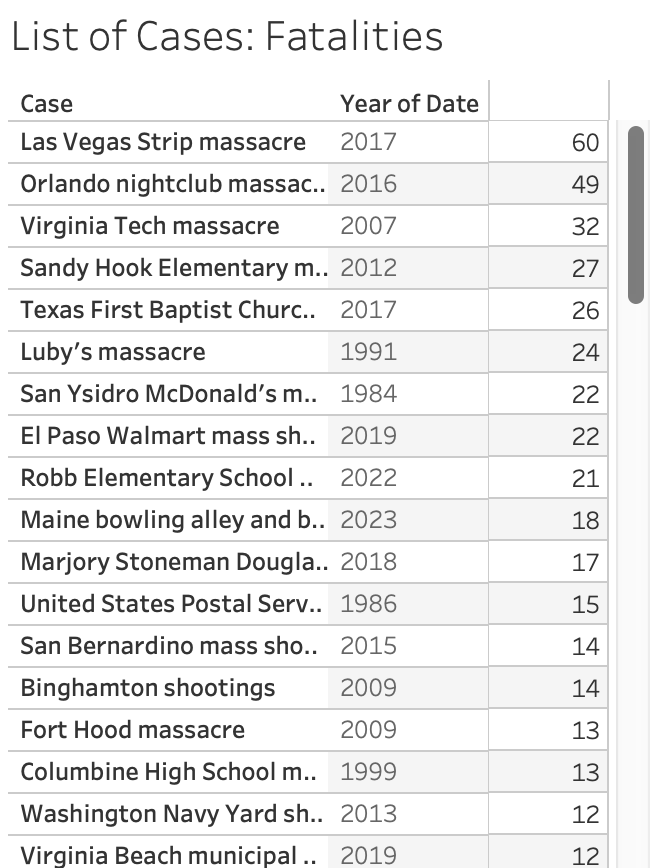 List of Cases: Fatalities
Case Year of Date
Las Vegas Strip massacre 2017 60
Orlando nightclub massac.. 2016 49
Virginia Tech massacre 2007 32
Sandy Hook Elementary m.. 2012 27
Texas First Baptist Churc.. 2017 26
Luby’s massacre 1991 24
San Ysidro McDonald’s m.. 1984 22
El Paso Walmart mass sh.. 2019 22
Robb Elementary School .. 2022 21
Maine bowling alley and b.. 2023 18
Marjory Stoneman Dougla.. 2018 17
United States Postal Serv.. 1986 15
San Bernardino mass sho.. 2015 14
Binghamton shootings 2009 14
Fort Hood massacre 2009 13
Columbine High School m.. 1999 13
Washington Navy Yard sh.. 2013 12
Virginia Beach municipal .. 2019 12